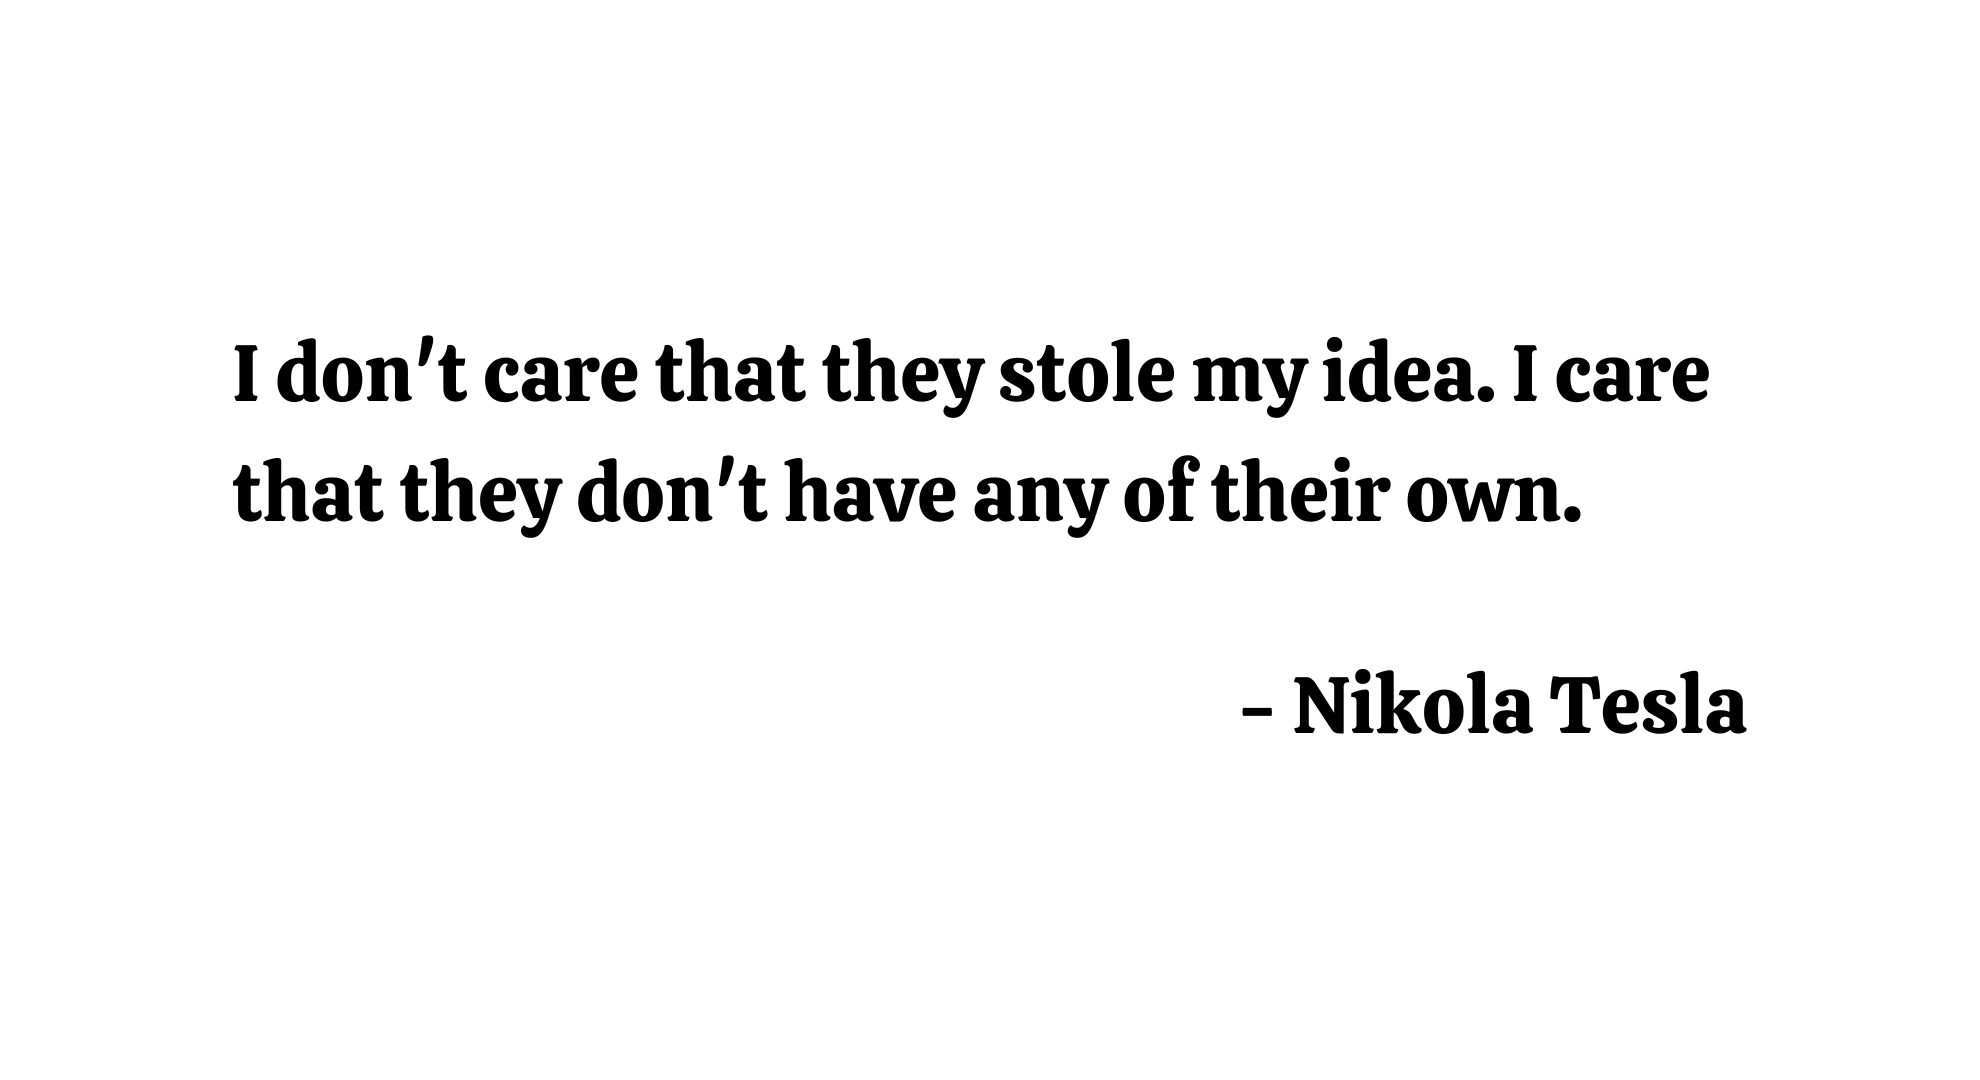 I don't care that they stole my idea. I care
that they don't have any of their own.
– Nikola Tesla